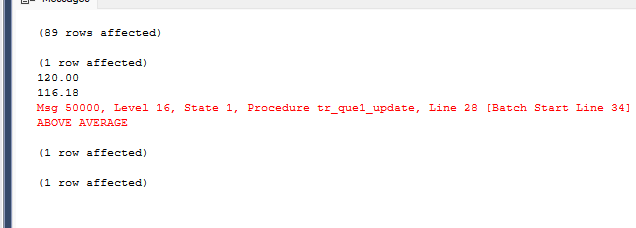 Messages
(89 rows affected)
(1 row affected)
120.00
116.18
Msg 50000, Level 16, State 1, Procedure tr_que1_update, Line 28 [Batch Start Line 34]
ABOVE AVERAGE
(1 row affected)
(1 row affected)